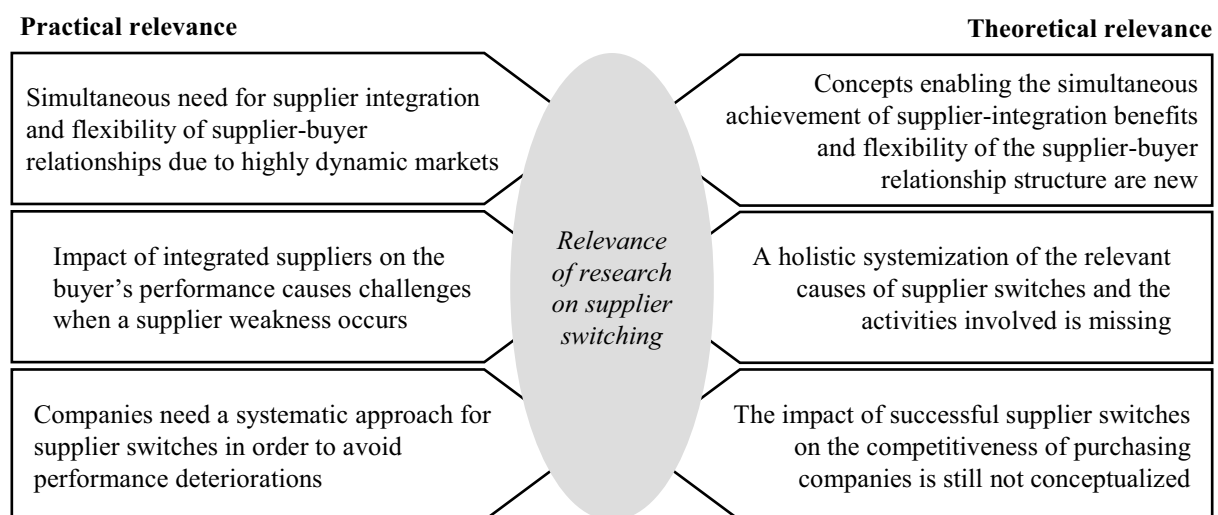 Practical relevance
Theoretical relevance
Simultaneous need for supplier integration
and flexibility of supplier-buyer
relationships due to highly dynamic markets
Impact of integrated suppliers on the
buyer's performance causes challenges
when a supplier weakness occurs
Companies need a systematic approach for
supplier switches in order to avoid
performance deteriorations
Relevance
of research
on supplier
switching
Concepts enabling the simultaneous
achievement of supplier-integration benefits
and flexibility of the supplier-buyer
relationship structure are new
A holistic systemization of the relevant
causes of supplier switches and the
activities involved is missing
The impact of successful supplier switches
on the competitiveness of purchasing
companies is still not conceptualized